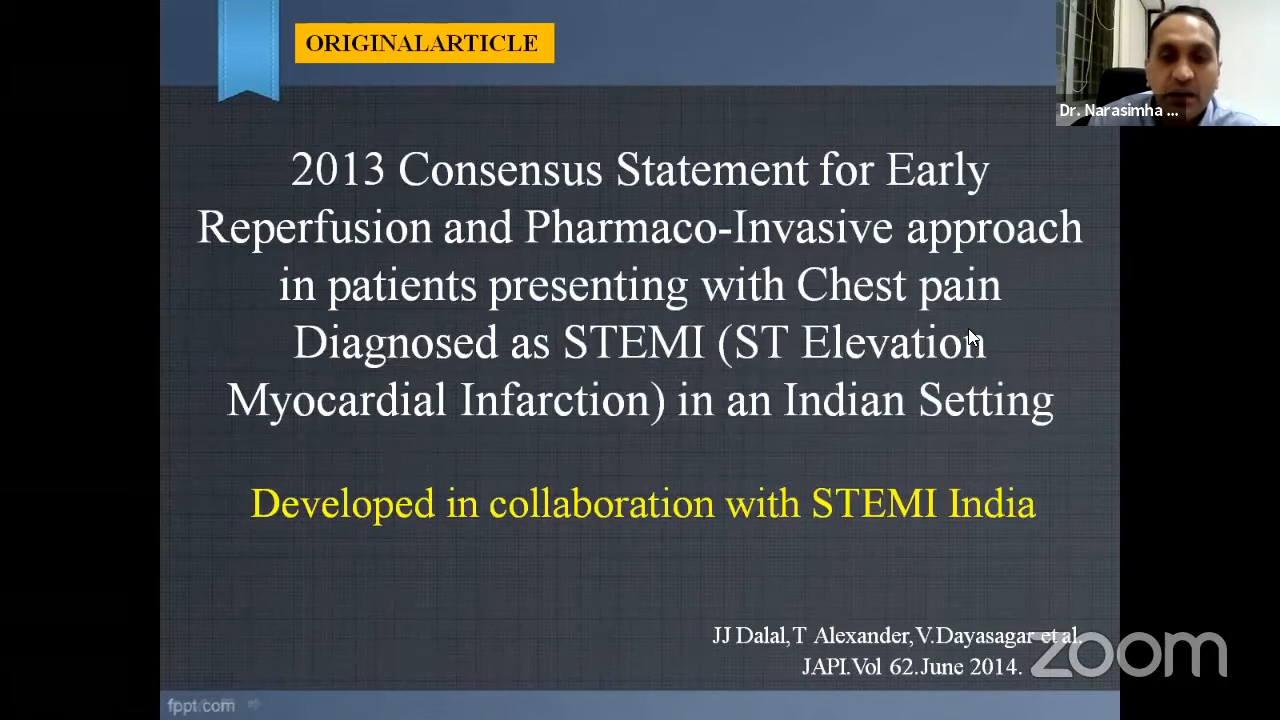 ORIGINALARTICLE
Dr. Narasimha ...
2013 Consensus Statement for Early
Reperfusion and Pharmaco-Invasive approach
in patients presenting with Chest pain
Diagnosed as STEMI (ST Elevation
Myocardial Infarction) in an Indian Setting
Developed in collaboration with STEMI India
JJ Dalal,T Alexander,V.Dayasagar et al.
JAPI.Vol 62.June 2014.
zoom
fppt.com